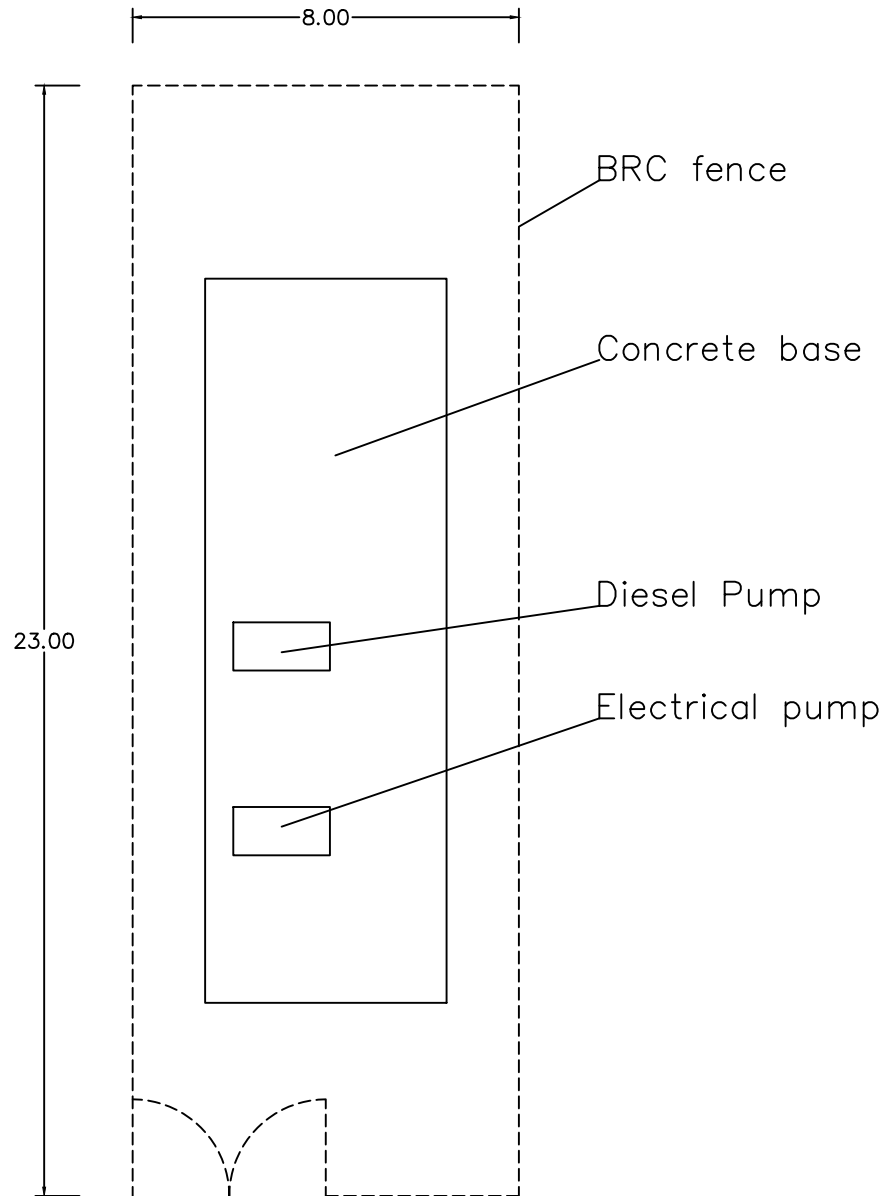 8.00
BRC fence
Concrete base
Diesel Pump
23.00
Electrical pump